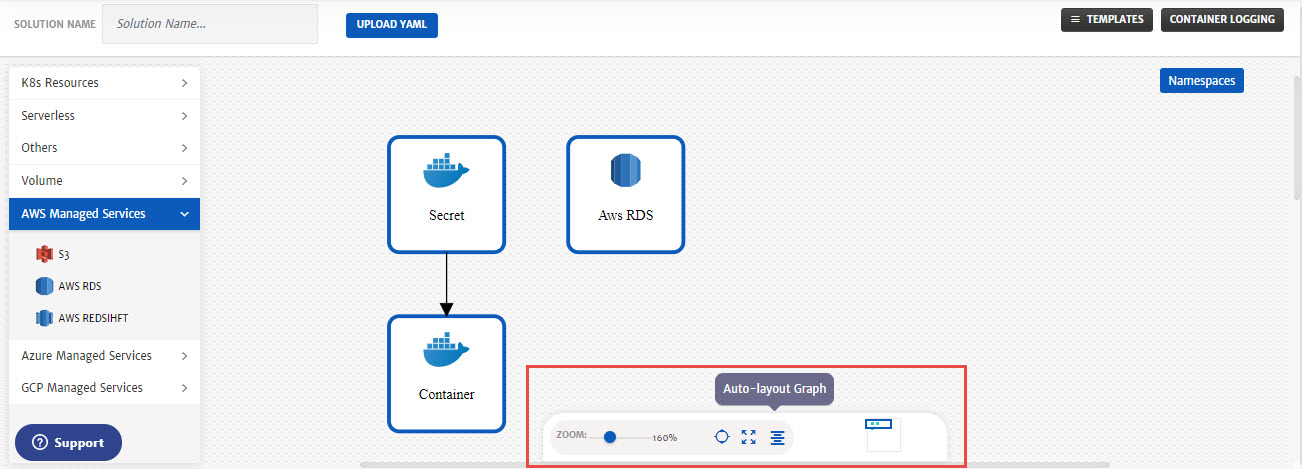 SOLUTION NAME
Solution Name...
UPLOAD YAML
TEMPLATES
CONTAINER LOGGING
Namespaces
K8s Resources
Serverless
Others
Volume
AWS Managed Services
S3
AWS RDS
AWS REDSIHFT
Azure Managed Services
GCP Managed Services
Support
Secret
Aws RDS
Container
Auto-layout Graph
ZOOM:
160%